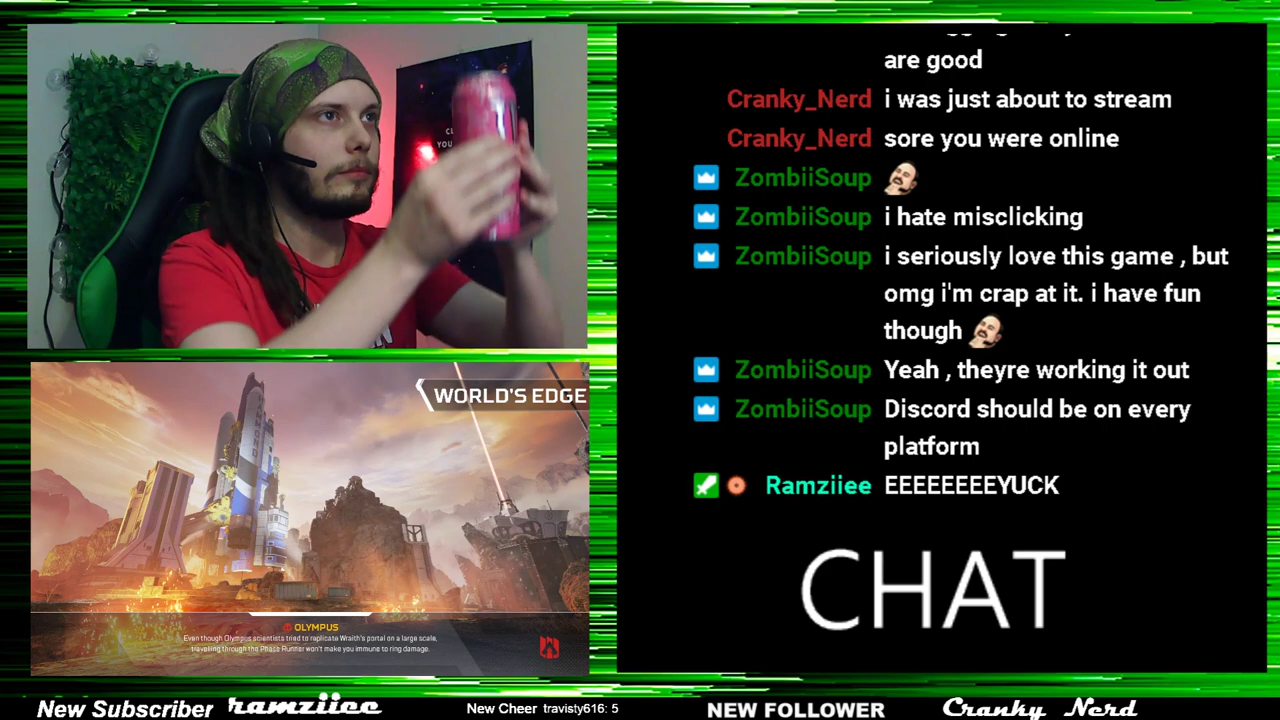 are good
Cranky_Nerd i was just about to stream
Cranky_Nerd sore you were online
ZombiiSoup
ZombiiSoup i hate misclicking
ZombiiSoup i seriously love this game , but
omg i'm crap at it. i have fun
though
ZombiiSoup Yeah , theyre working it out
ZombiiSoup Discord should be on every
platform
Ramziiee EEEEEEEEYUCK
CHAT
WORLD'S EDGE
OLYMPUS
Even though Olympus scientists tried to replicate Wraith's portal on a large scale,
travelling through the Phase Runner won't make you immune to ring damage.
New Subscriber ramziiee
New Cheer travisty616: 5
NEW FOLLOWER Cranky_Nerd